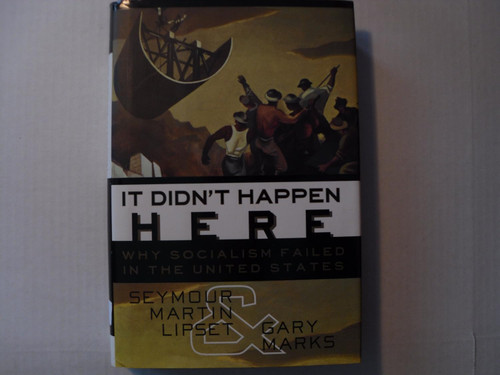 IT DIDN'T HAPPEN
HERE
WHY SOCIALISM FAILED
IN THE UNITED STATES
SEYMOUR
MARTIN
LIPSET
&
GARY
MARKS